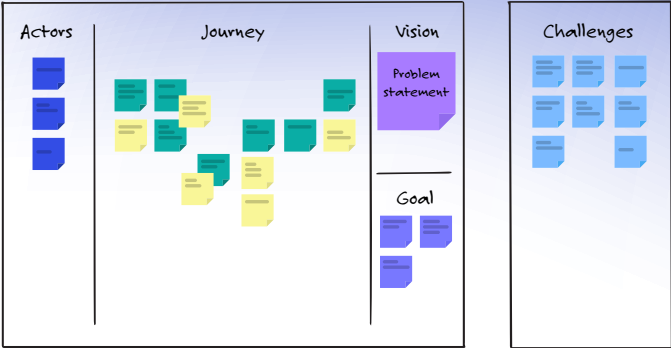 Actors
Journey
Vision
Challenges
Problem
statement
Goal